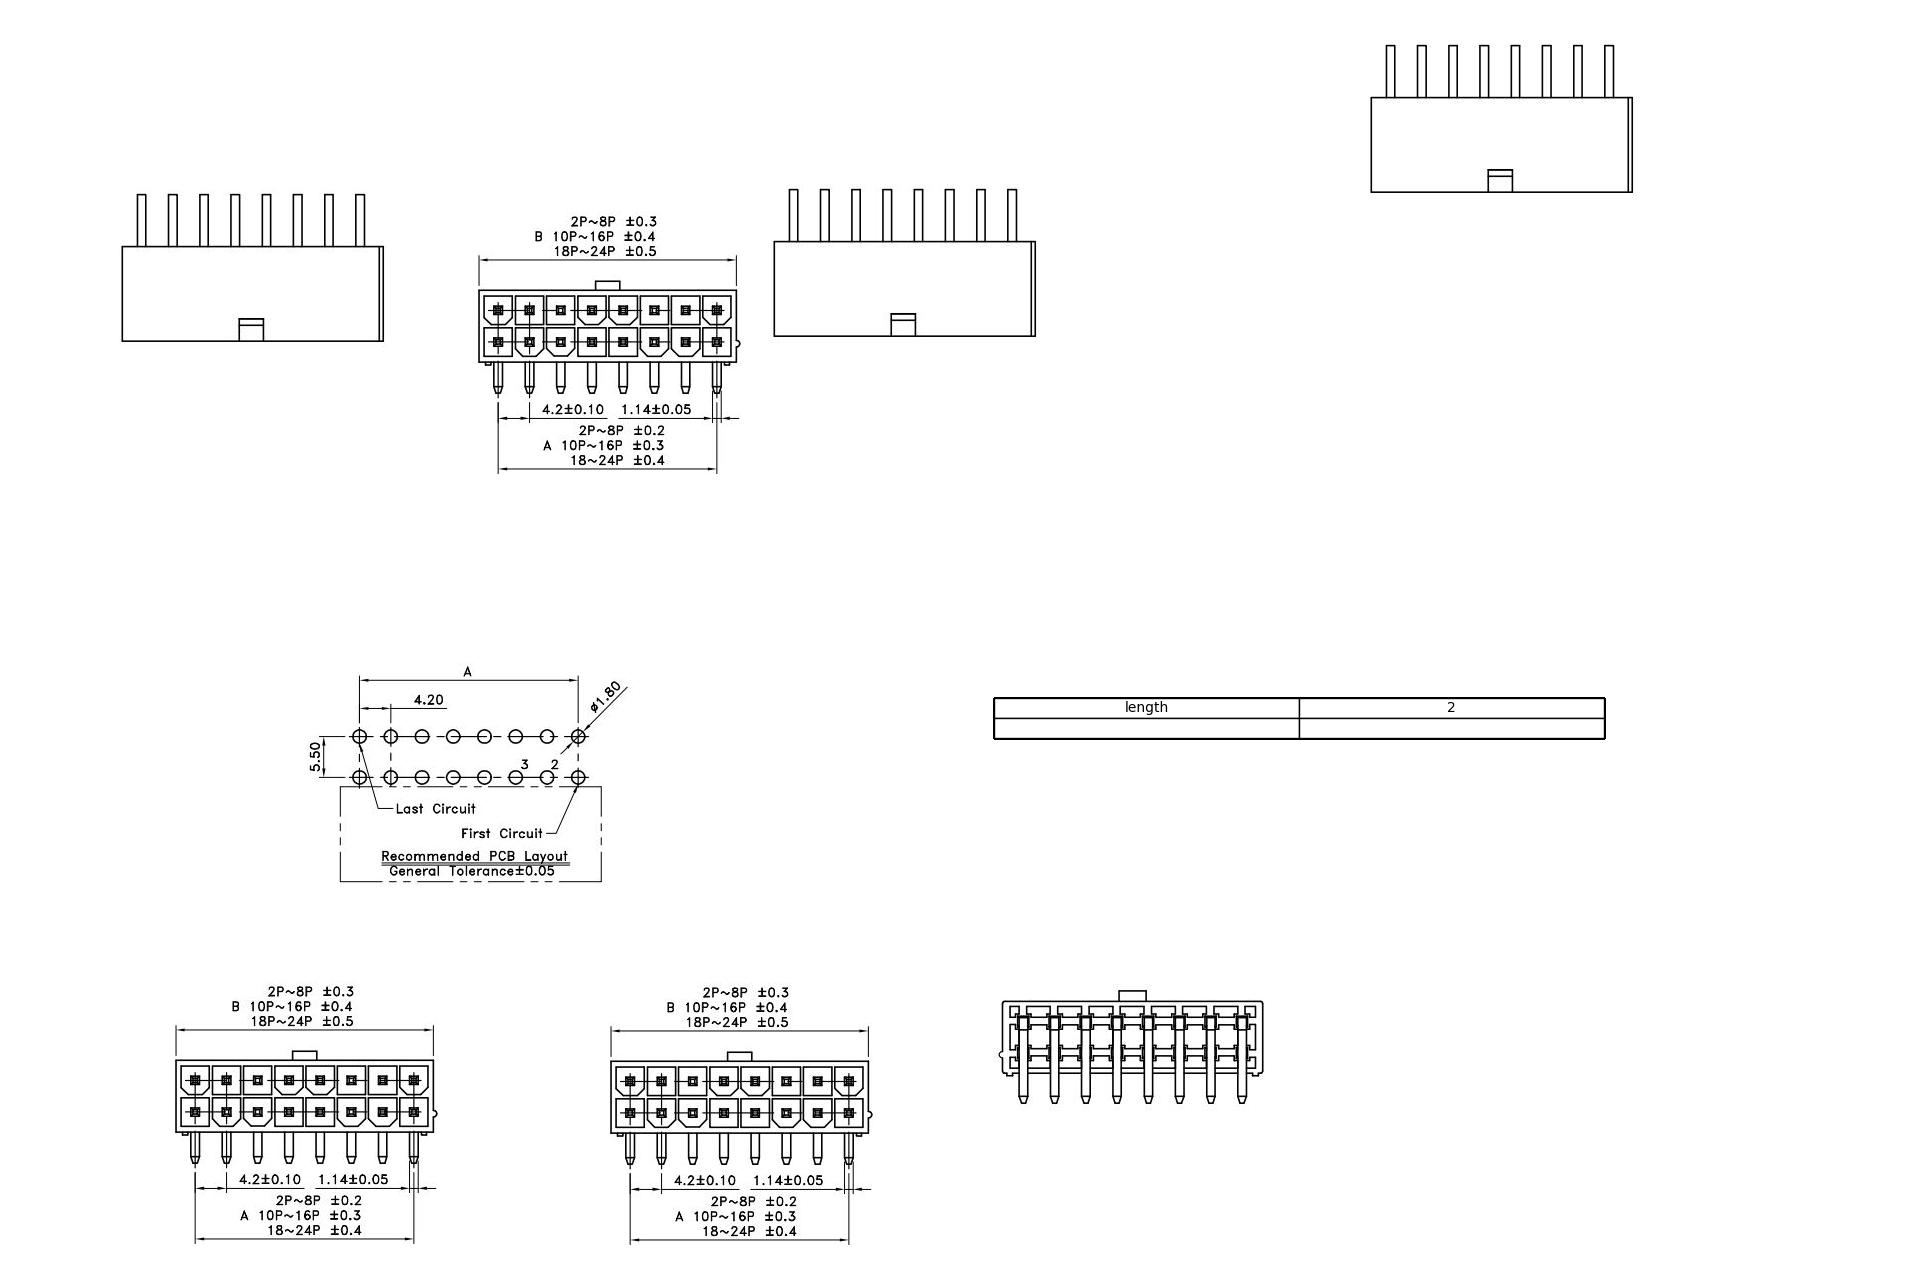 2P~8P ±0.3
B 10P~16P ±0.4
18P~24P ±0.5
4.2±0.10 1.14±0.05
2P~8P ±0.2
A 10P~16P ±0.3
18~24P ±0.4
A
4.20
ø1.80
5.50
3 2
Last Circuit
First Circuit
Recommended PCB Layout
General Tolerance±0.05
length 2
2P~8P ±0.3
B 10P~16P ±0.4
18P~24P ±0.5
4.2±0.10 1.14±0.05
2P~8P ±0.2
A 10P~16P ±0.3
18~24P ±0.4
2P~8P ±0.3
B 10P~16P ±0.4
18P~24P ±0.5
4.2±0.10 1.14±0.05
2P~8P ±0.2
A 10P~16P ±0.3
18~24P ±0.4